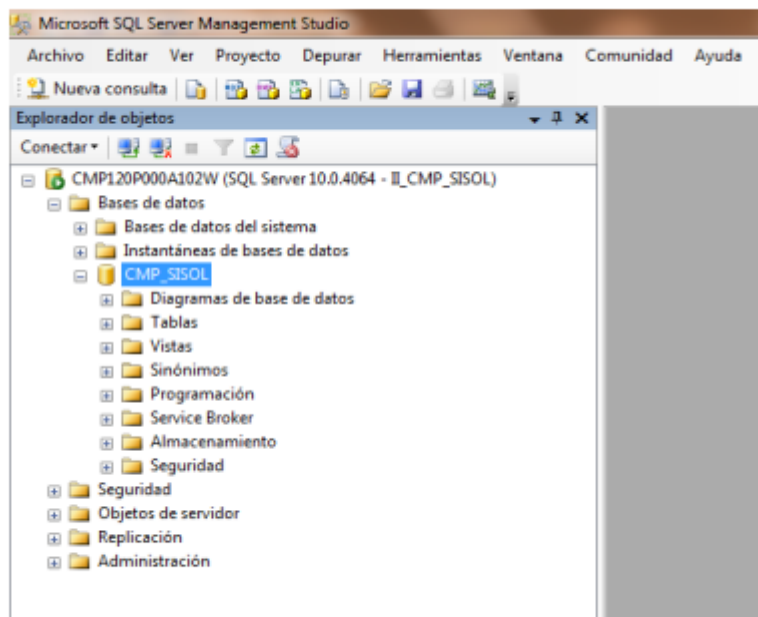 Microsoft SQL Server Management Studio
Archivo Editar Ver Proyecto Depurar Herramientas Ventana Comunidad Ayuda
Nueva consulta
Explorador de objetos
Conectar
CMP120P000A102W (SQL Server 10.0.4064 - II_CMP_SISOL)
Bases de datos
Bases de datos del sistema
Instantáneas de bases de datos
CMP_SISOL
Diagramas de base de datos
Tablas
Vistas
Sinónimos
Programación
Service Broker
Almacenamiento
Seguridad
Seguridad
Objetos de servidor
Replicación
Administración